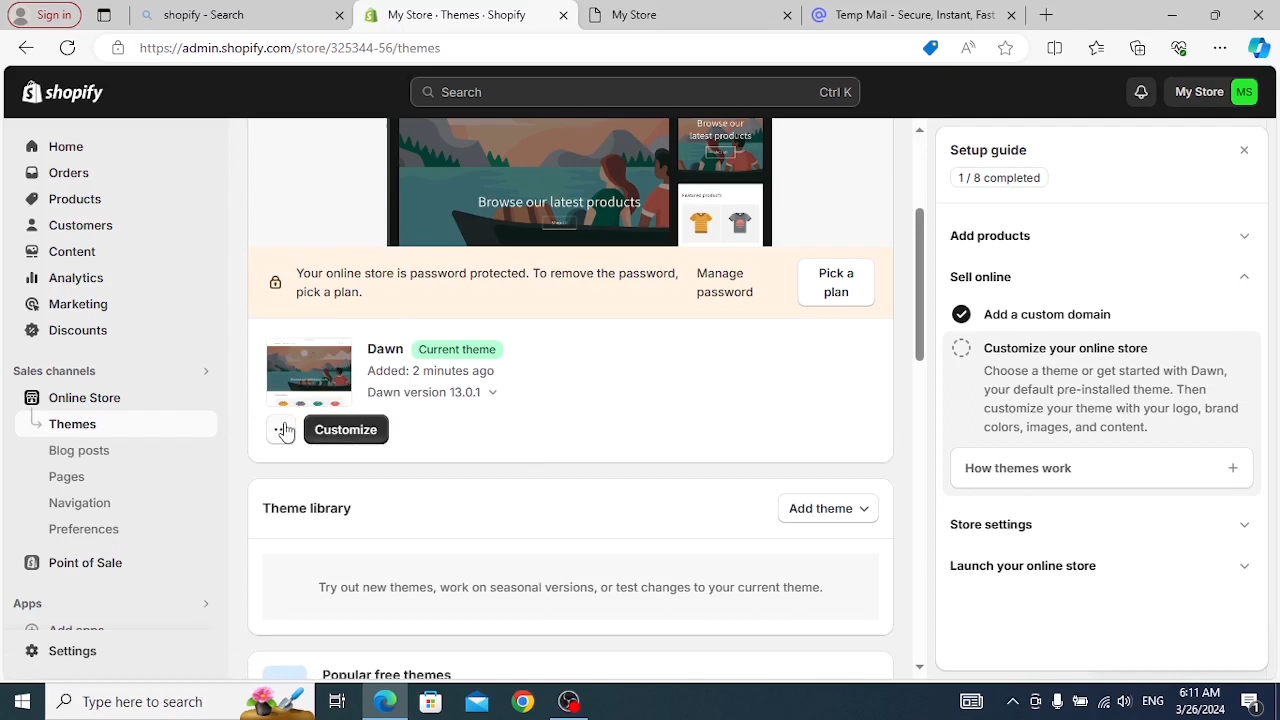 Sign in
shopify - Search
My Store · Themes · Shopify
My Store
Temp Mail - Secure, Instant, Fast
https://admin.shopify.com/store/325344-56/themes
shopify
Search
Ctrl K
My Store
MS
Home
Orders
Products
Customers
Content
Analytics
Marketing
Discounts
Sales channels
Online Store
Themes
Blog posts
Pages
Navigation
Preferences
Point of Sale
Apps
Add apps
Settings
Browse our latest products
Browse our
latest products
Featured products
Your online store is password protected. To remove the password,
pick a plan.
Manage
password
Pick a
plan
Dawn
Current theme
Added: 2 minutes ago
Dawn version 13.0.1
Customize
Theme library
Add theme
Try out new themes, work on seasonal versions, or test changes to your current theme.
Popular free themes
Setup guide
1 / 8 completed
Add products
Sell online
Add a custom domain
Customize your online store
Choose a theme or get started with Dawn,
your default pre-installed theme. Then
customize your theme with your logo, brand
colors, images, and content.
How themes work
Store settings
Launch your online store
Type here to search
ENG
6:11 AM
3/26/2024
1